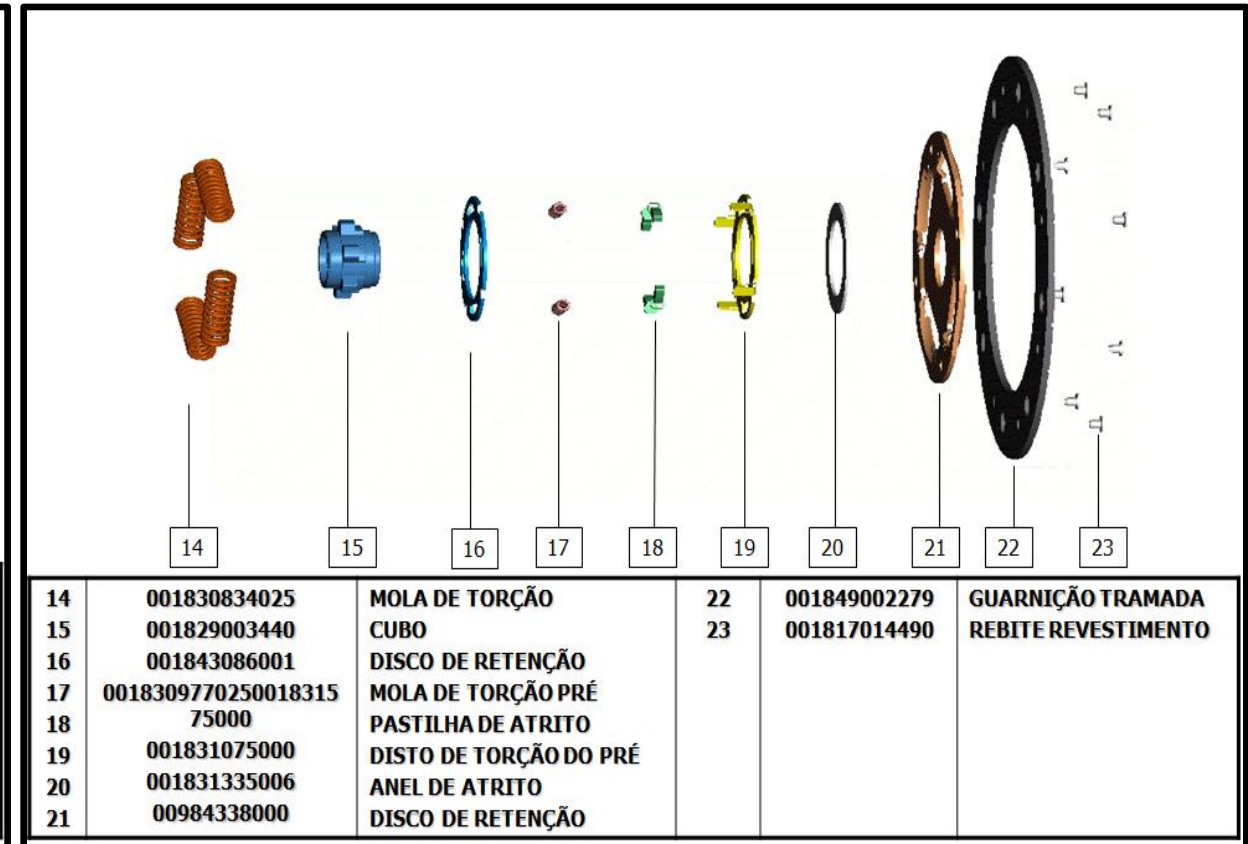 14 15 16 17 18 19 20 21 22 23
14 001830834025 MOLA DE TORÇÃO 22 001849002279 GUARNIÇÃO TRAMADA
15 001829003440 CUBO 23 001817014490 REBITE REVESTIMENTO
16 001843086001 DISCO DE RETENÇÃO
17 0018309770250018315 MOLA DE TORÇÃO PRÉ
18 75000 PASTILHA DE ATRITO
19 001831075000 DISTO DE TORÇÃO DO PRÉ
20 001831335006 ANEL DE ATRITO
21 00984338000 DISCO DE RETENÇÃO